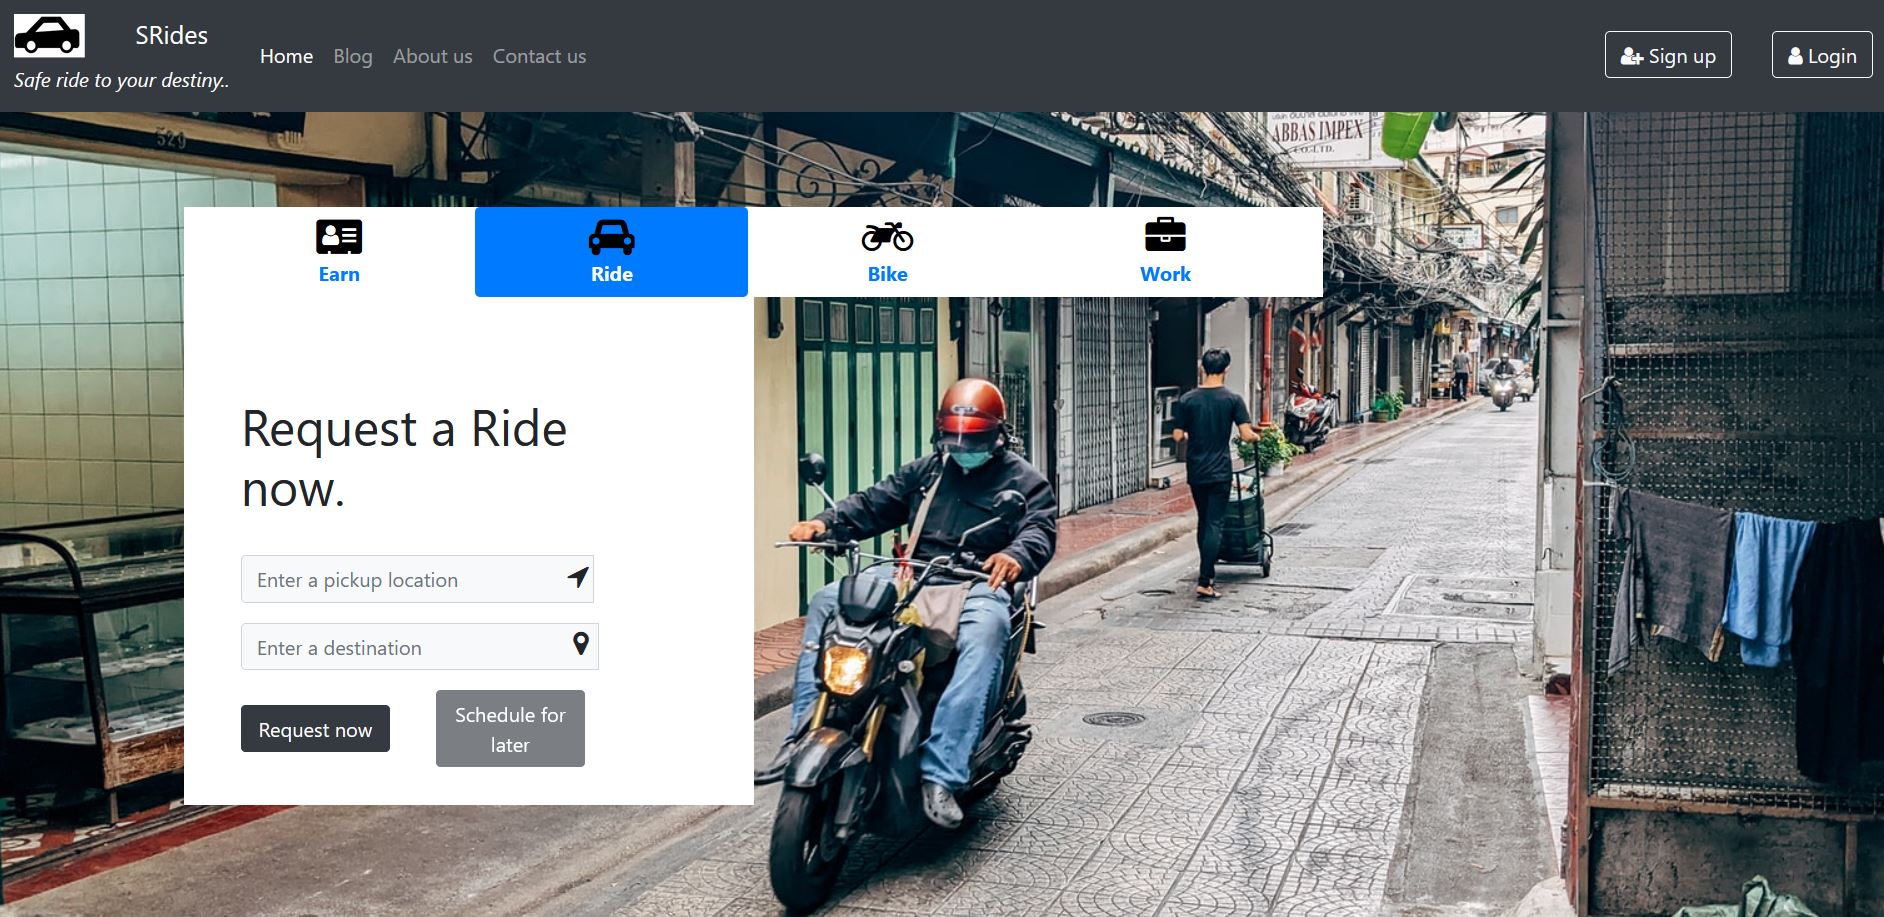 SRides
Safe ride to your destiny..
Home
Blog
About us
Contact us
Sign up
Login
529
ABBAS IMPEX
CO.,LTD.
Earn
Ride
Bike
Work
Request a Ride
now.
Enter a pickup location
Enter a destination
Request now
Schedule for
later